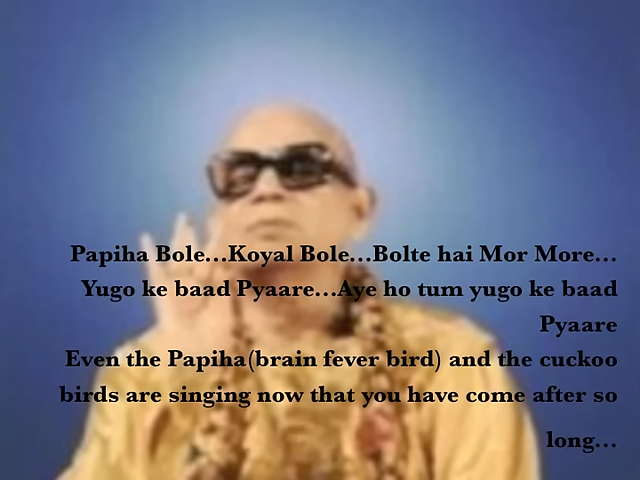 Papiha Bole...Koyal Bole...Bolte hai Mor More...
Yugo ke baad Pyaare...Aye ho tum yugo ke baad
Pyaare
Even the Papiha(brain fever bird) and the cuckoo
birds are singing now that you have come after so
long...